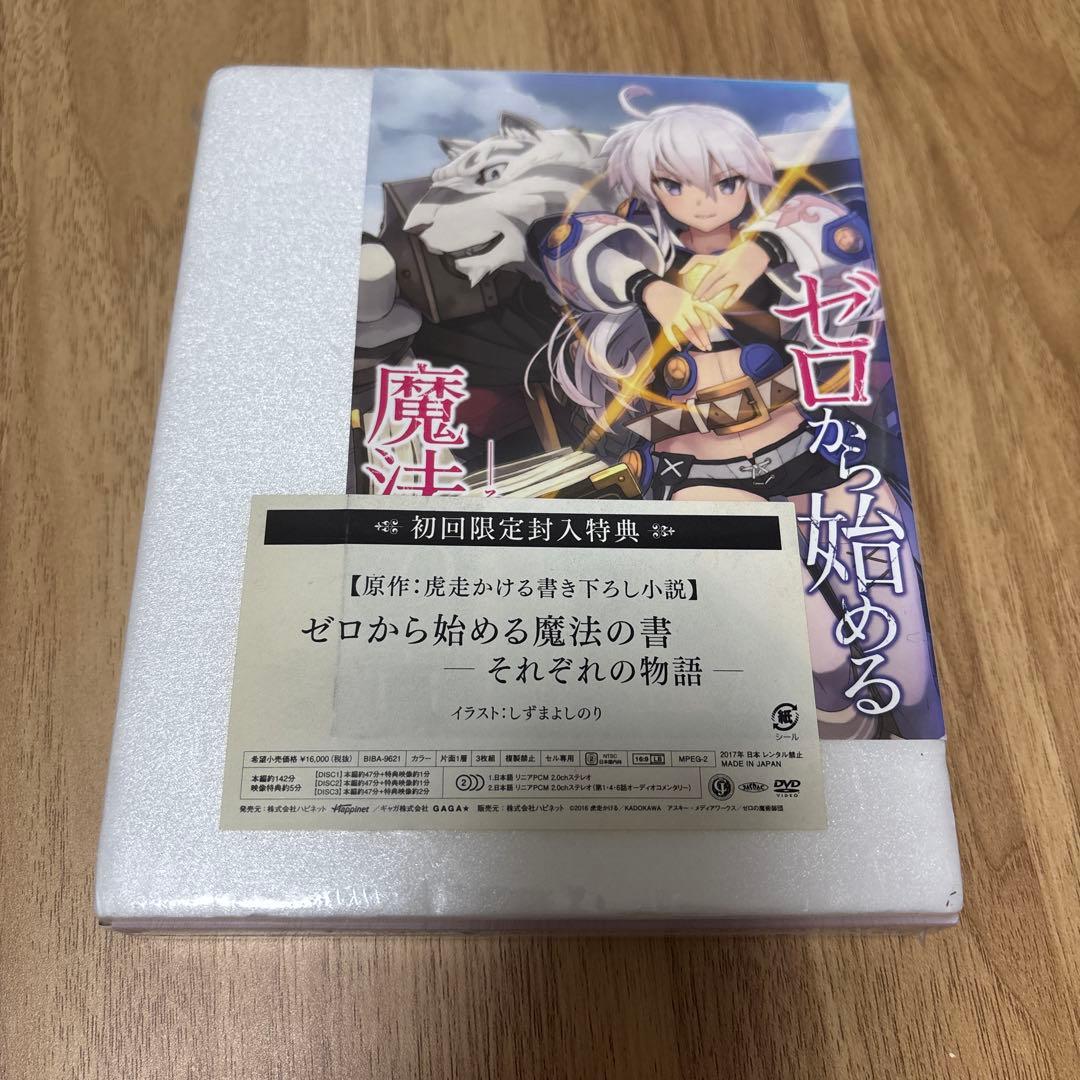 ゼロから始める
魔法
初回限定封入特典
【原作:虎走かける書き下ろし小説】
ゼロから始める魔法の書
― それぞれの物語 ―
イラスト:しずまよしのり
紙
シール
希望小売価格 ¥16,000(税抜) BIBA-9621 カラー 片面1層 3枚組 複製禁止 セル専用 2 NTSC 日本国内向 16:9 LB MPEG-2 2017年 日本 レンタル禁止 MADE IN JAPAN
本編約142分
映像特典約5分
【DISC1】本編約47分+特典映像約1分
【DISC2】本編約47分+特典映像約1分
【DISC3】本編約47分+特典映像約2分
2 1.日本語 リニアPCM 2.0chステレオ
2.日本語 リニアPCM 2.0chステレオ(第1・4・6話オーディオコメンタリー)
DVD VIDEO
発売元:株式会社ハピネット Happinet /ギャガ株式会社 GAGA★ 販売元:株式会社ハピネット ©2016 虎走かける/KADOKAWA アスキー・メディアワークス/ゼロの魔術師団